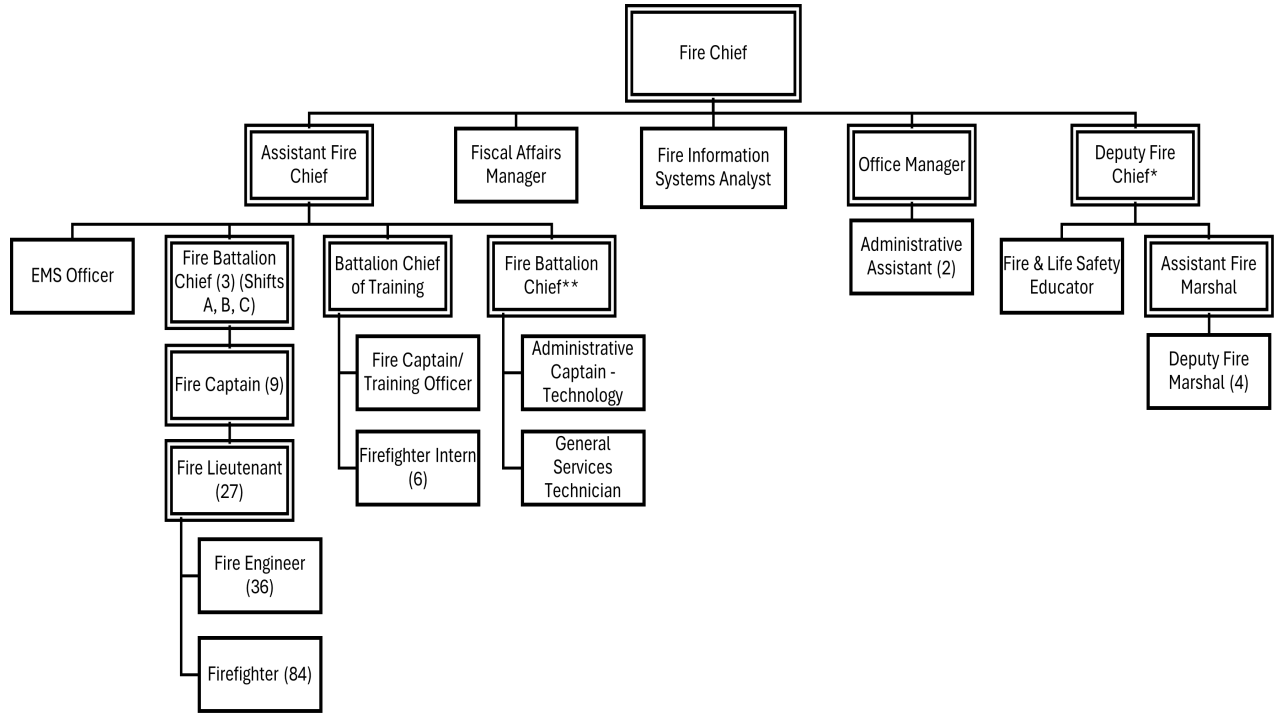 Fire Chief
Assistant Fire
Chief
Fiscal Affairs
Manager
Fire Information
Systems Analyst
Office Manager
Deputy Fire
Chief*
EMS Officer
Fire Battalion
Chief (3) (Shifts
A, B, C)
Battalion Chief
of Training
Fire Battalion
Chief**
Administrative
Assistant (2)
Fire & Life Safety
Educator
Assistant Fire
Marshal
Fire Captain (9)
Fire Captain/
Training Officer
Administrative
Captain -
Technology
Deputy Fire
Marshal (4)
Fire Lieutenant
(27)
Firefighter Intern
(6)
General
Services
Technician
Fire Engineer
(36)
Firefighter (84)